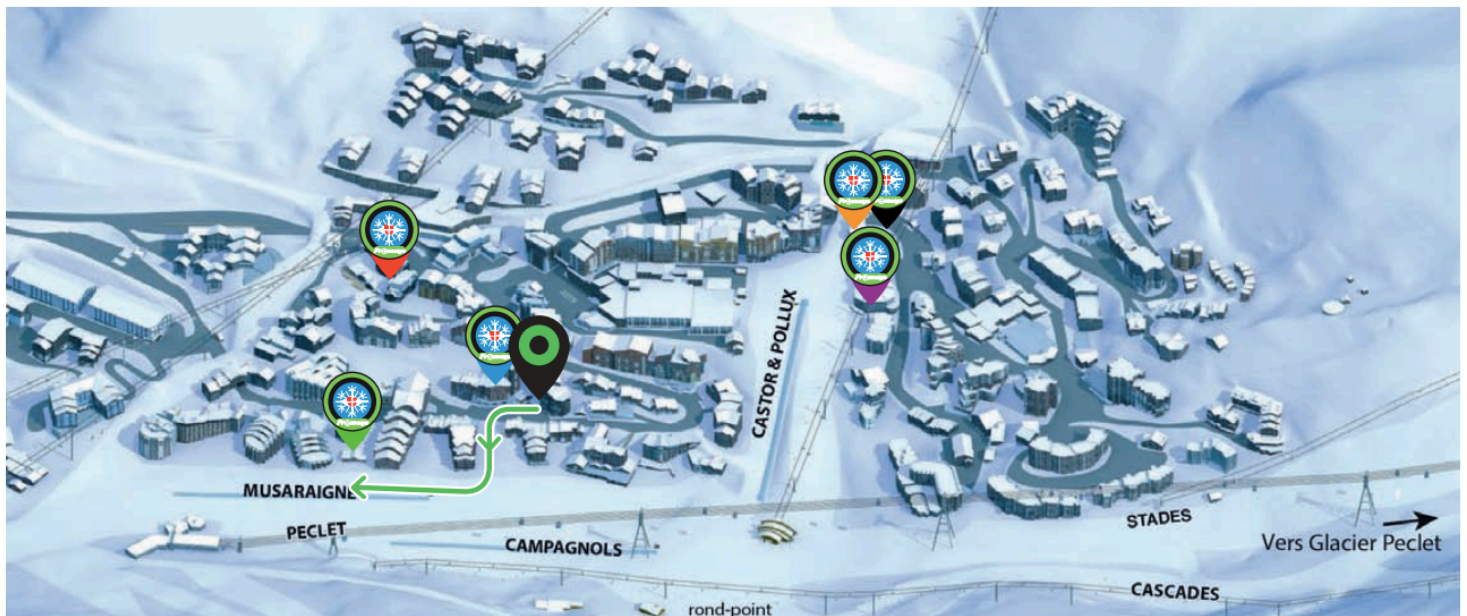 CASTOR & POLLUX
MUSARAIGNE
PECLET
CAMPAGNOLS
STADES
Vers Glacier Peclet
CASCADES
rond-point